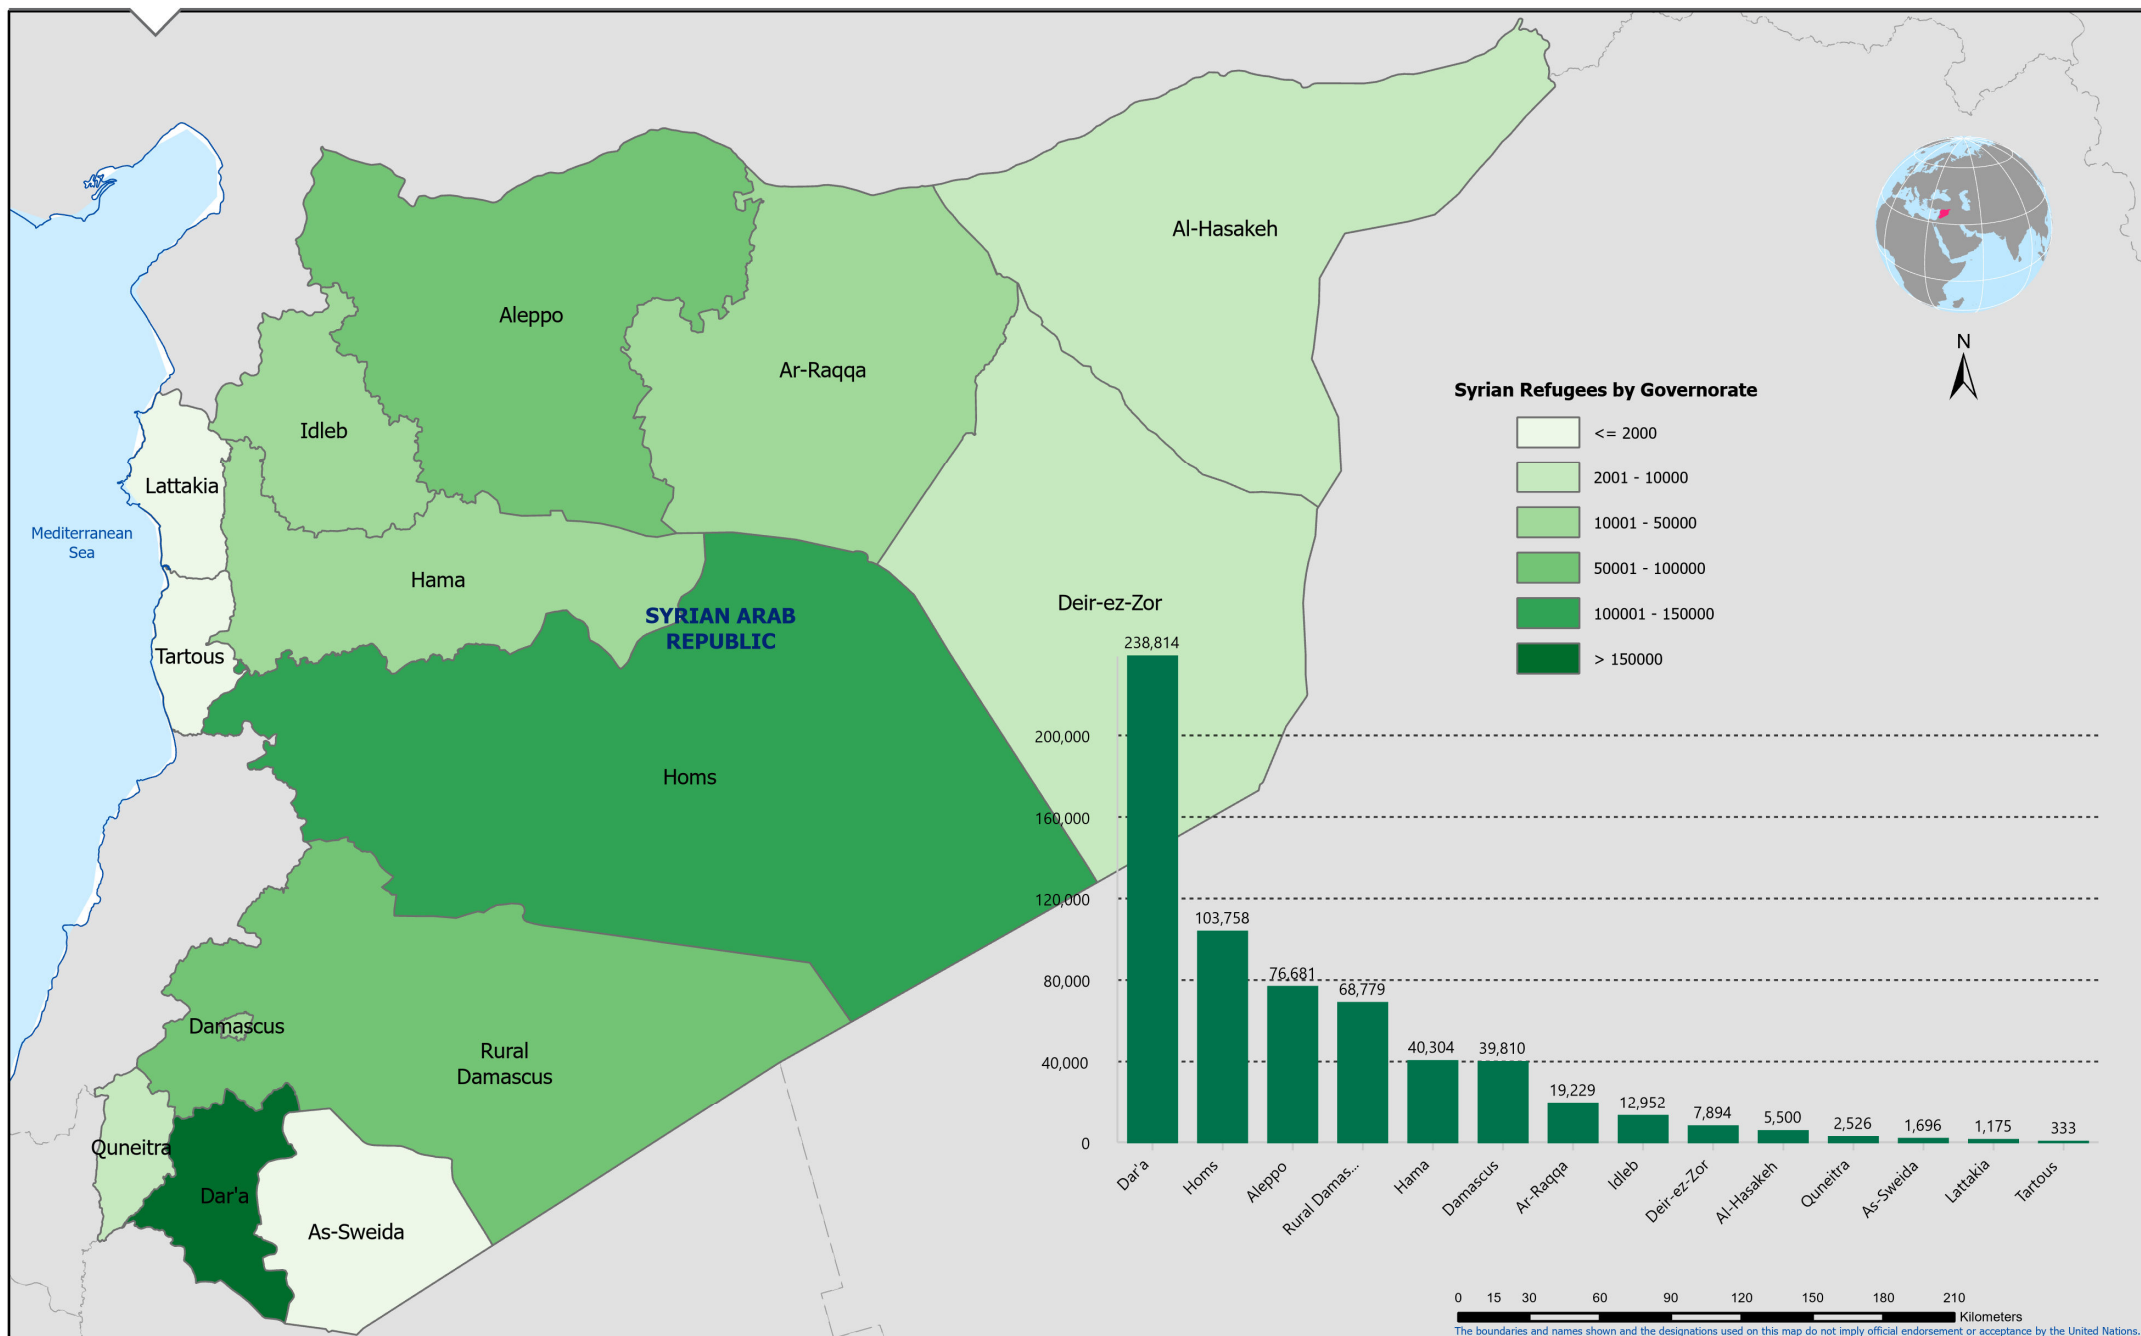 N
Al-Hasakeh
Aleppo
Ar-Raqqa
Idleb
Lattakia
Mediterranean
Sea
Hama
Deir-ez-Zor
SYRIAN ARAB
REPUBLIC
Tartous
Homs
Damascus
Rural
Damascus
Quneitra
Dar'a
As-Sweida
Syrian Refugees by Governorate
<= 2000
2001 - 10000
10001 - 50000
50001 - 100000
100001 - 150000
> 150000
238,814
200,000
160,000
120,000
103,758
80,000
76,681
68,779
40,000
40,304
39,810
19,229
12,952
7,894
5,500
2,526
1,696
1,175
333
0
Dar'a
Homs
Aleppo
Rural Damas...
Hama
Damascus
Ar-Raqqa
Idleb
Deir-ez-Zor
Al-Hasakeh
Quneitra
As-Sweida
Lattakia
Tartous
0 15 30 60 90 120 150 180 210
Kilometers
The boundaries and names shown and the designations used on this map do not imply official endorsement or acceptance by the United Nations.